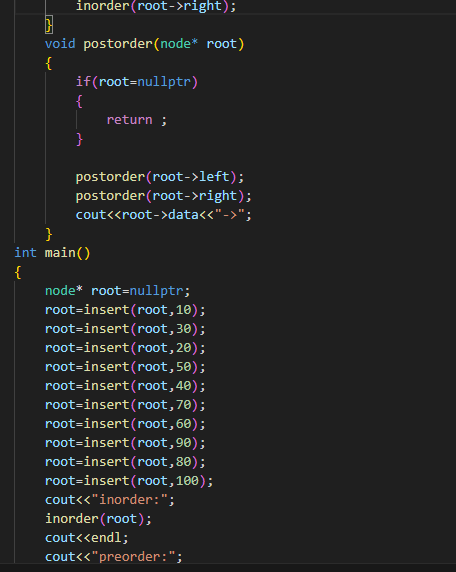 inorder(root->right);
}
void postorder(node* root)
{
if(root=nullptr)
{
return ;
}
postorder(root->left);
postorder(root->right);
cout<<root->data<<"->";
}
int main()
{
node* root=nullptr;
root=insert(root,10);
root=insert(root,30);
root=insert(root,20);
root=insert(root,50);
root=insert(root,40);
root=insert(root,70);
root=insert(root,60);
root=insert(root,90);
root=insert(root,80);
root=insert(root,100);
cout<<"inorder:";
inorder(root);
cout<<endl;
cout<<"preorder:";